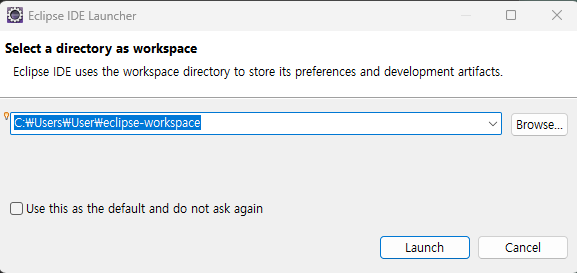 Eclipse IDE Launcher
Select a directory as workspace
Eclipse IDE uses the workspace directory to store its preferences and development artifacts.
C:₩Users₩User₩eclipse-workspace
Browse...
Use this as the default and do not ask again
Launch
Cancel